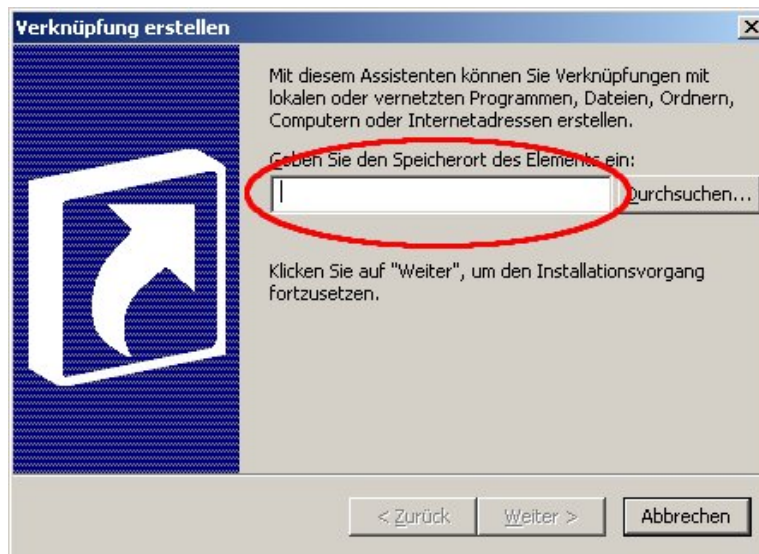 Verknüpfung erstellen
Mit diesem Assistenten können Sie Verknüpfungen mit
lokalen oder vernetzten Programmen, Dateien, Ordnern,
Computern oder Internetadressen erstellen.
Geben Sie den Speicherort des Elements ein:
Durchsuchen...
Klicken Sie auf "Weiter", um den Installationsvorgang
fortzusetzen.
< Zurück
Weiter >
Abbrechen